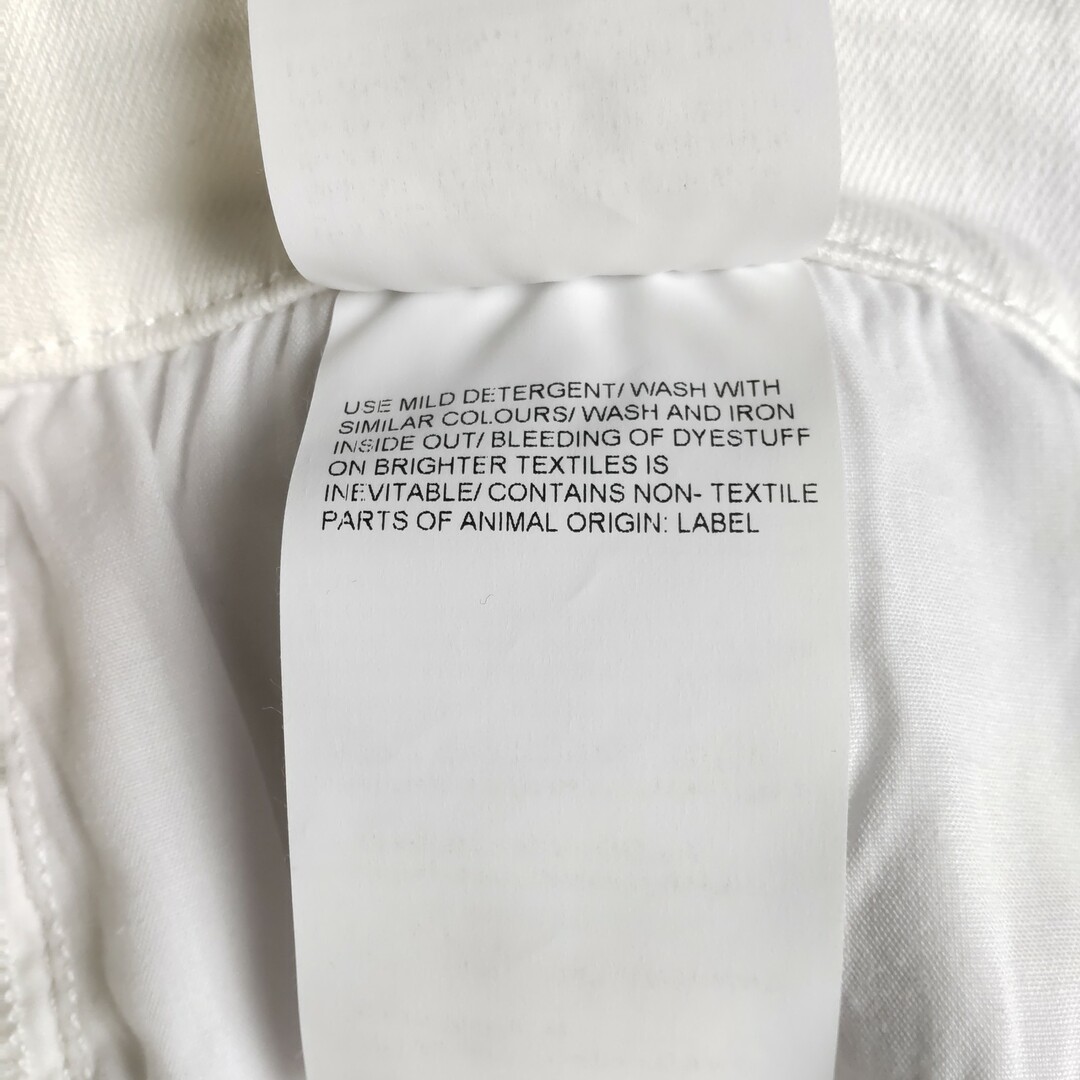 USE MILD DETERGENT/ WASH WITH
SIMILAR COLOURS/ WASH AND IRON
INSIDE OUT/ BLEEDING OF DYESTUFF
ON BRIGHTER TEXTILES IS
INEVITABLE/ CONTAINS NON- TEXTILE
PARTS OF ANIMAL ORIGIN: LABEL